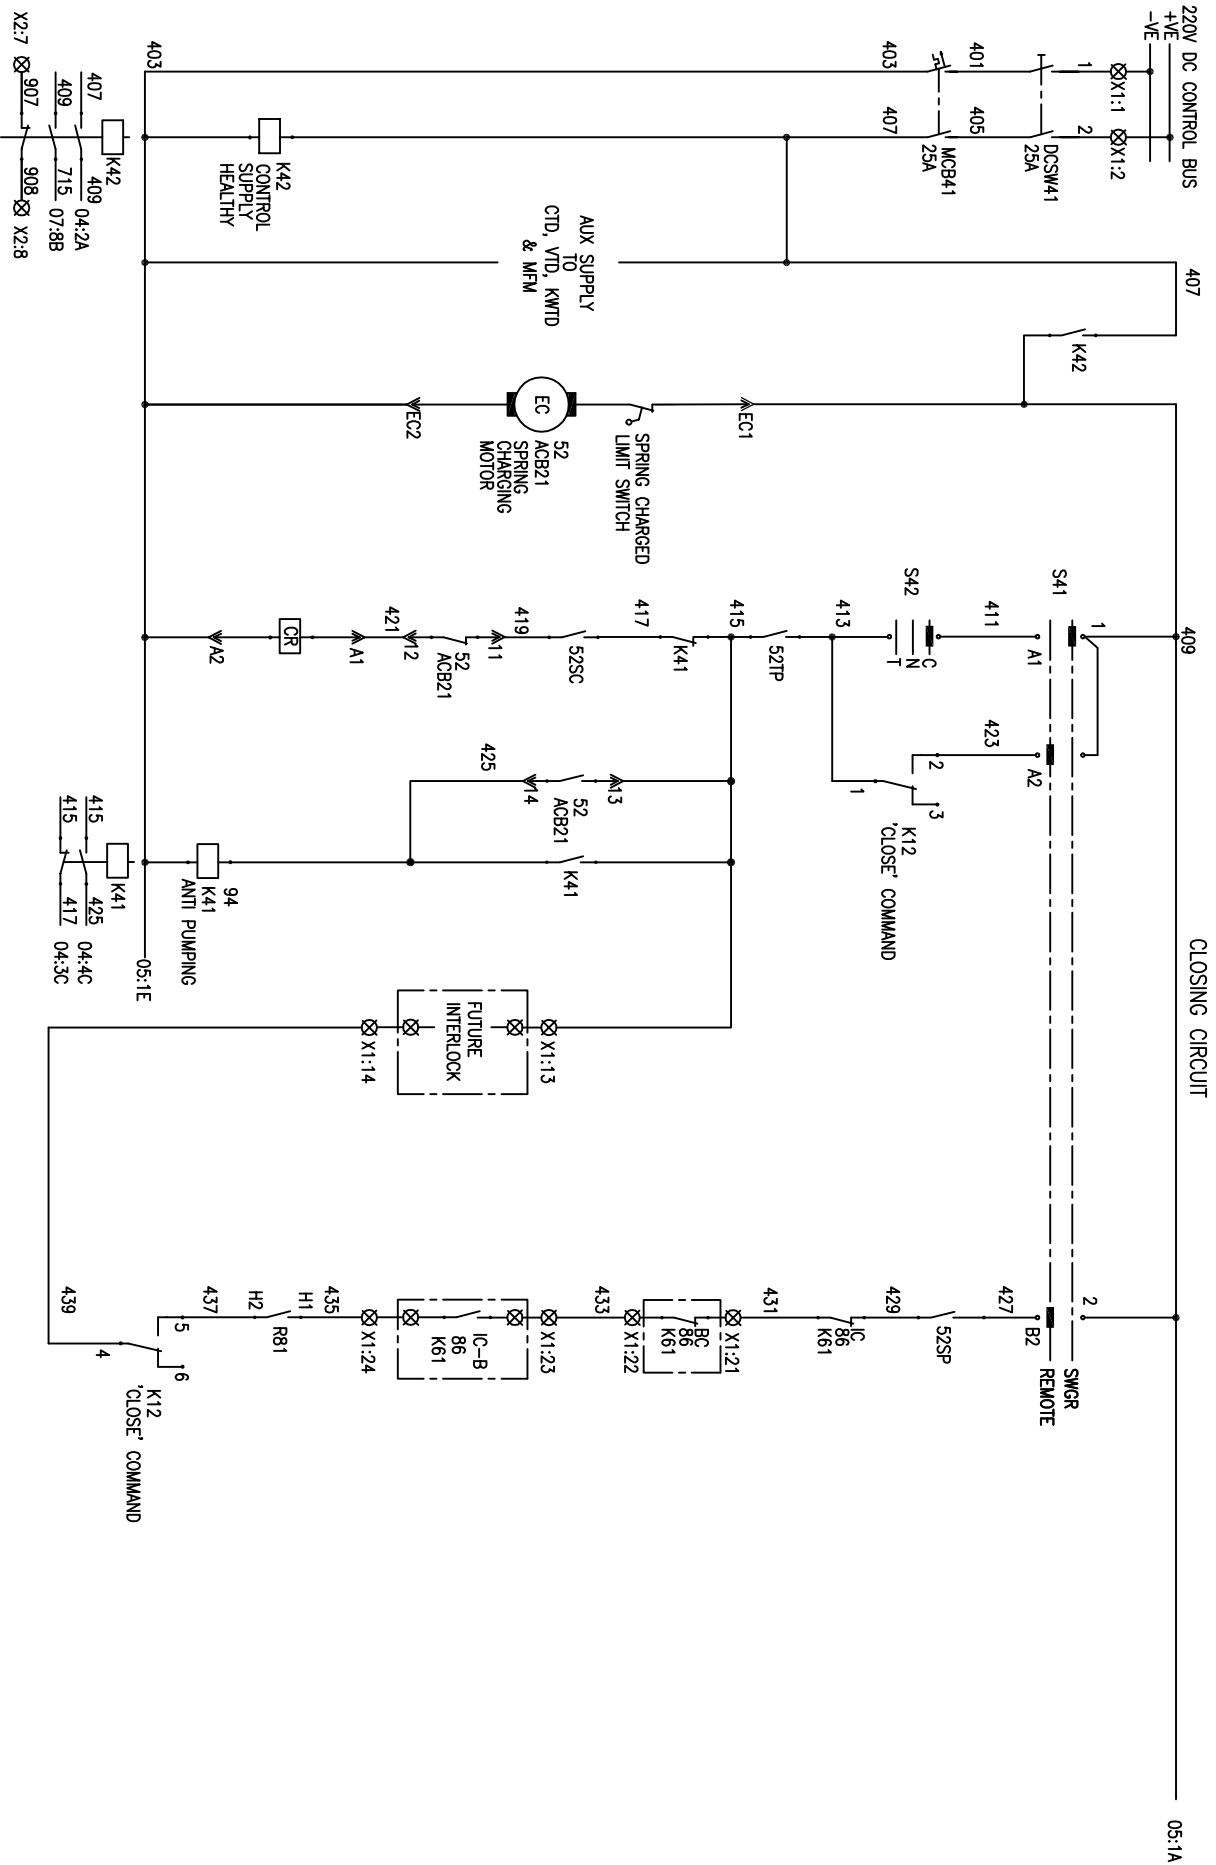 CLOSING CIRCUIT
220V DC CONTROL BUS
+VE
-VE
1
X1:1
2
X1:2
DCSW41
25A
401
405
MCB41
25A
403
407
407
K42
409
05:1A
K42
CONTROL
SUPPLY
HEALTHY
AUX SUPPLY
TO
CTD, VTD, KWTD
& MFM
EC1
SPRING CHARGED
LIMIT SWITCH
EC
52
ACB21
SPRING
CHARGING
MOTOR
EC2
S41
1
A1
A2
2
B2
SWGR
REMOTE
411
423
S42
C
N
T
413
2
3
1
K12
'CLOSE' COMMAND
52TP
415
K41
417
52SC
419
11
52
ACB21
12
421
A1
CR
A2
13
52
ACB21
14
425
K41
94
K41
ANTI PUMPING
X1:13
FUTURE
INTERLOCK
X1:14
427
52SP
429
IC
86
K61
431
X1:21
BC
86
K61
X1:22
433
X1:23
IC-B
86
K61
X1:24
435
H1
R81
H2
437
5
6
4
K12
'CLOSE' COMMAND
439
403
05:1E
K42
407
409
04:2A
409
715
07:8B
X2:7
907
908
X2:8
K41
415
425
04:4C
415
417
04:3C